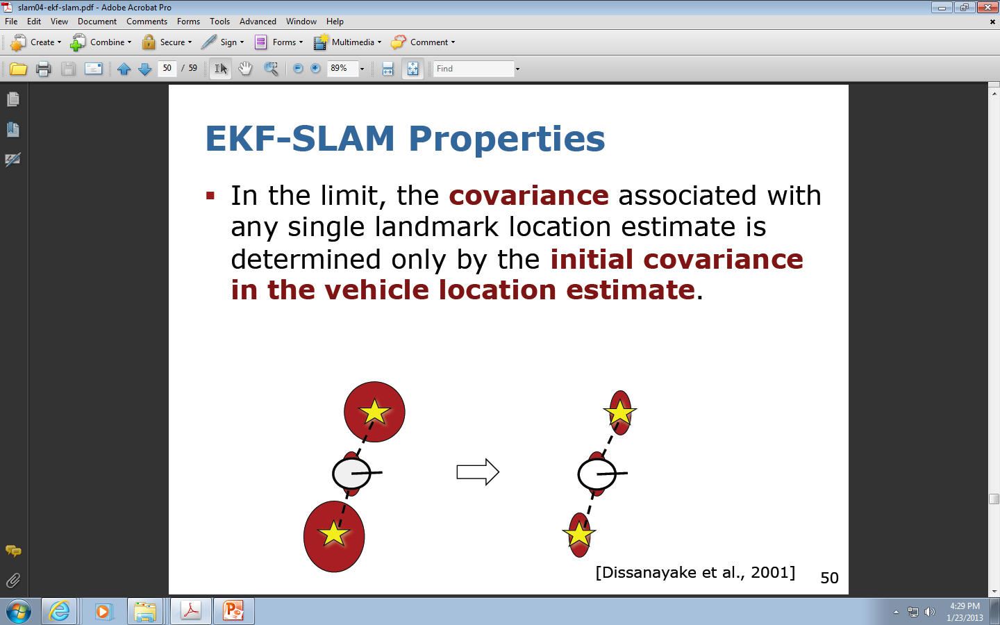 slam04-ekf-slam.pdf - Adobe Acrobat Pro
File Edit View Document Comments Forms Tools Advanced Window Help
Create Combine Secure Sign Forms Multimedia Comment
50 / 59 89% Find
EKF-SLAM Properties
In the limit, the covariance associated with
any single landmark location estimate is
determined only by the initial covariance
in the vehicle location estimate.
[Dissanayake et al., 2001] 50
4:29 PM
1/23/2013